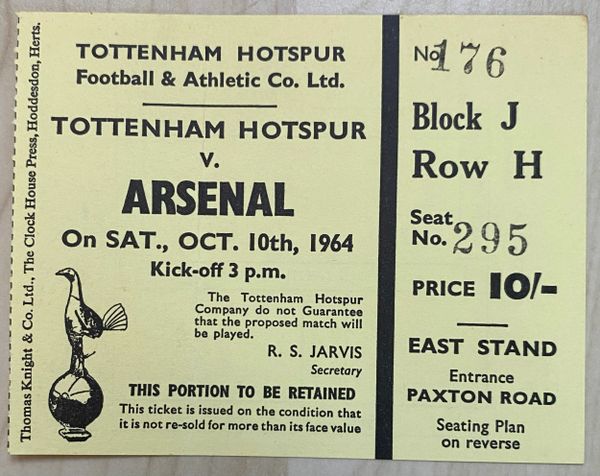 TOTTENHAM HOTSPUR
Football & Athletic Co. Ltd.
TOTTENHAM HOTSPUR
v.
ARSENAL
On SAT., OCT. 10th, 1964
Kick-off 3 p.m.
The Tottenham Hotspur
Company do not Guarantee
that the proposed match will
be played.
R. S. JARVIS
Secretary
THIS PORTION TO BE RETAINED
This ticket is issued on the condition that
it is not re-sold for more than its face value
Thomas Knight & Co. Ltd., The Clock House Press, Hoddesdon, Herts.
No. 176
Block J
Row H
Seat
No. 295
PRICE 10/-
EAST STAND
Entrance
PAXTON ROAD
Seating Plan
on reverse